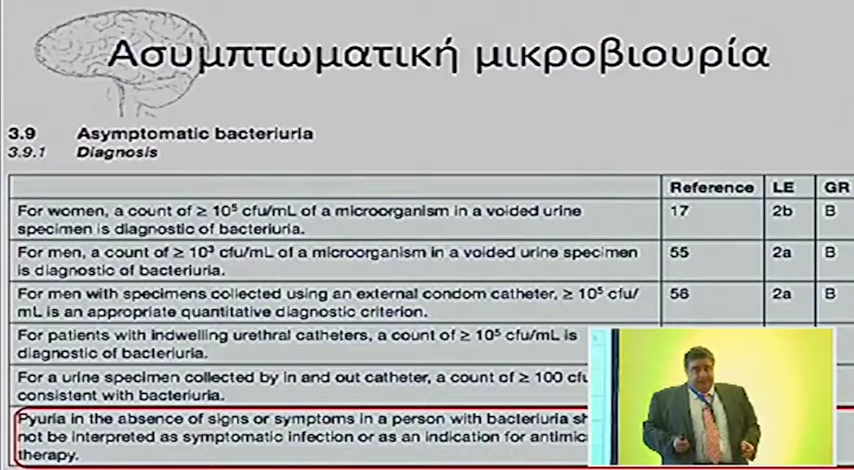 Ασυμπτωματική μικροβιουρία
3.9 Asymptomatic bacteriuria
3.9.1 Diagnosis
Reference LE GR
For women, a count of ≥ 10⁵ cfu/mL of a microorganism in a voided urine 17 2b B
specimen is diagnostic of bacteriuria.
For men, a count of ≥ 10³ cfu/mL of a microorganism in a voided urine specimen 55 2a B
is diagnostic of bacteriuria.
For men with specimens collected using an external condom catheter, ≥ 10⁵ cfu/ 56 2a B
mL is an appropriate quantitative diagnostic criterion.
For patients with indwelling urethral catheters, a count of ≥ 10⁵ cfu/mL is
diagnostic of bacteriuria.
For a urine specimen collected by in and out catheter, a count of ≥ 100 cfu
consistent with bacteriuria.
Pyuria in the absence of signs or symptoms in a person with bacteriuria sh
not be interpreted as symptomatic infection or as an indication for antimic
therapy.